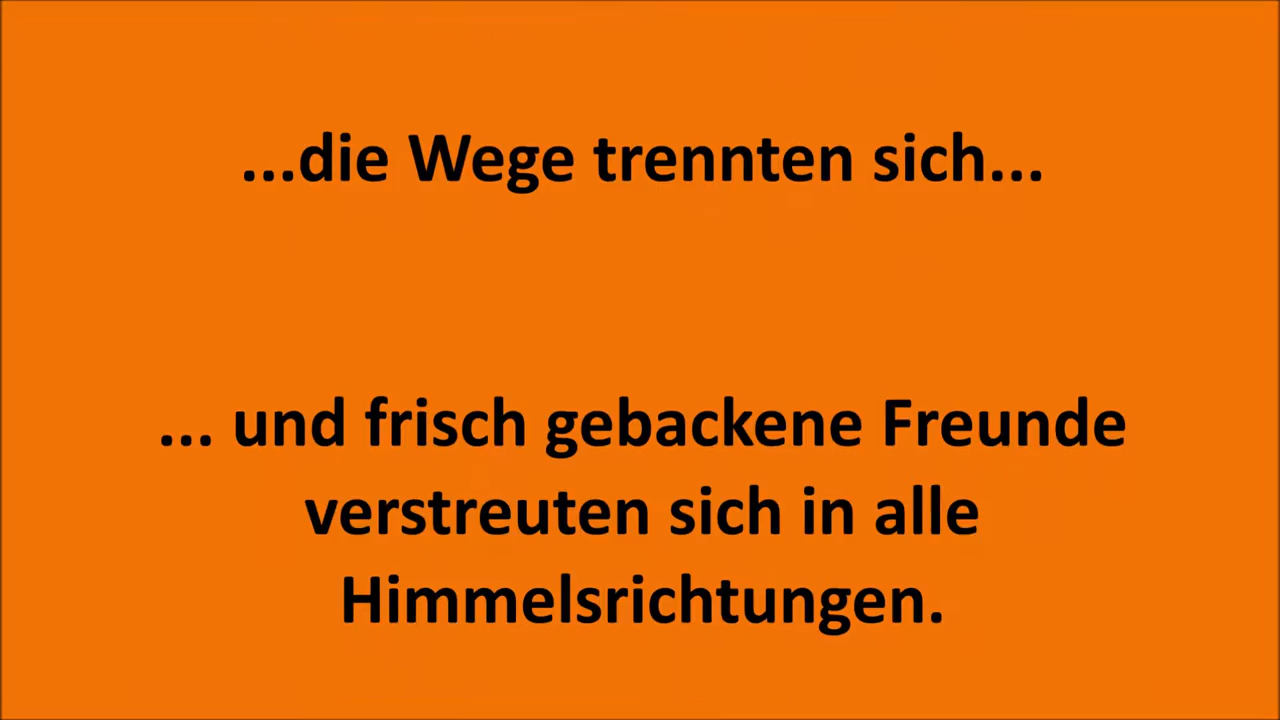 ...die Wege trennten sich...
... und frisch gebackene Freunde
verstreuten sich in alle
Himmelsrichtungen.